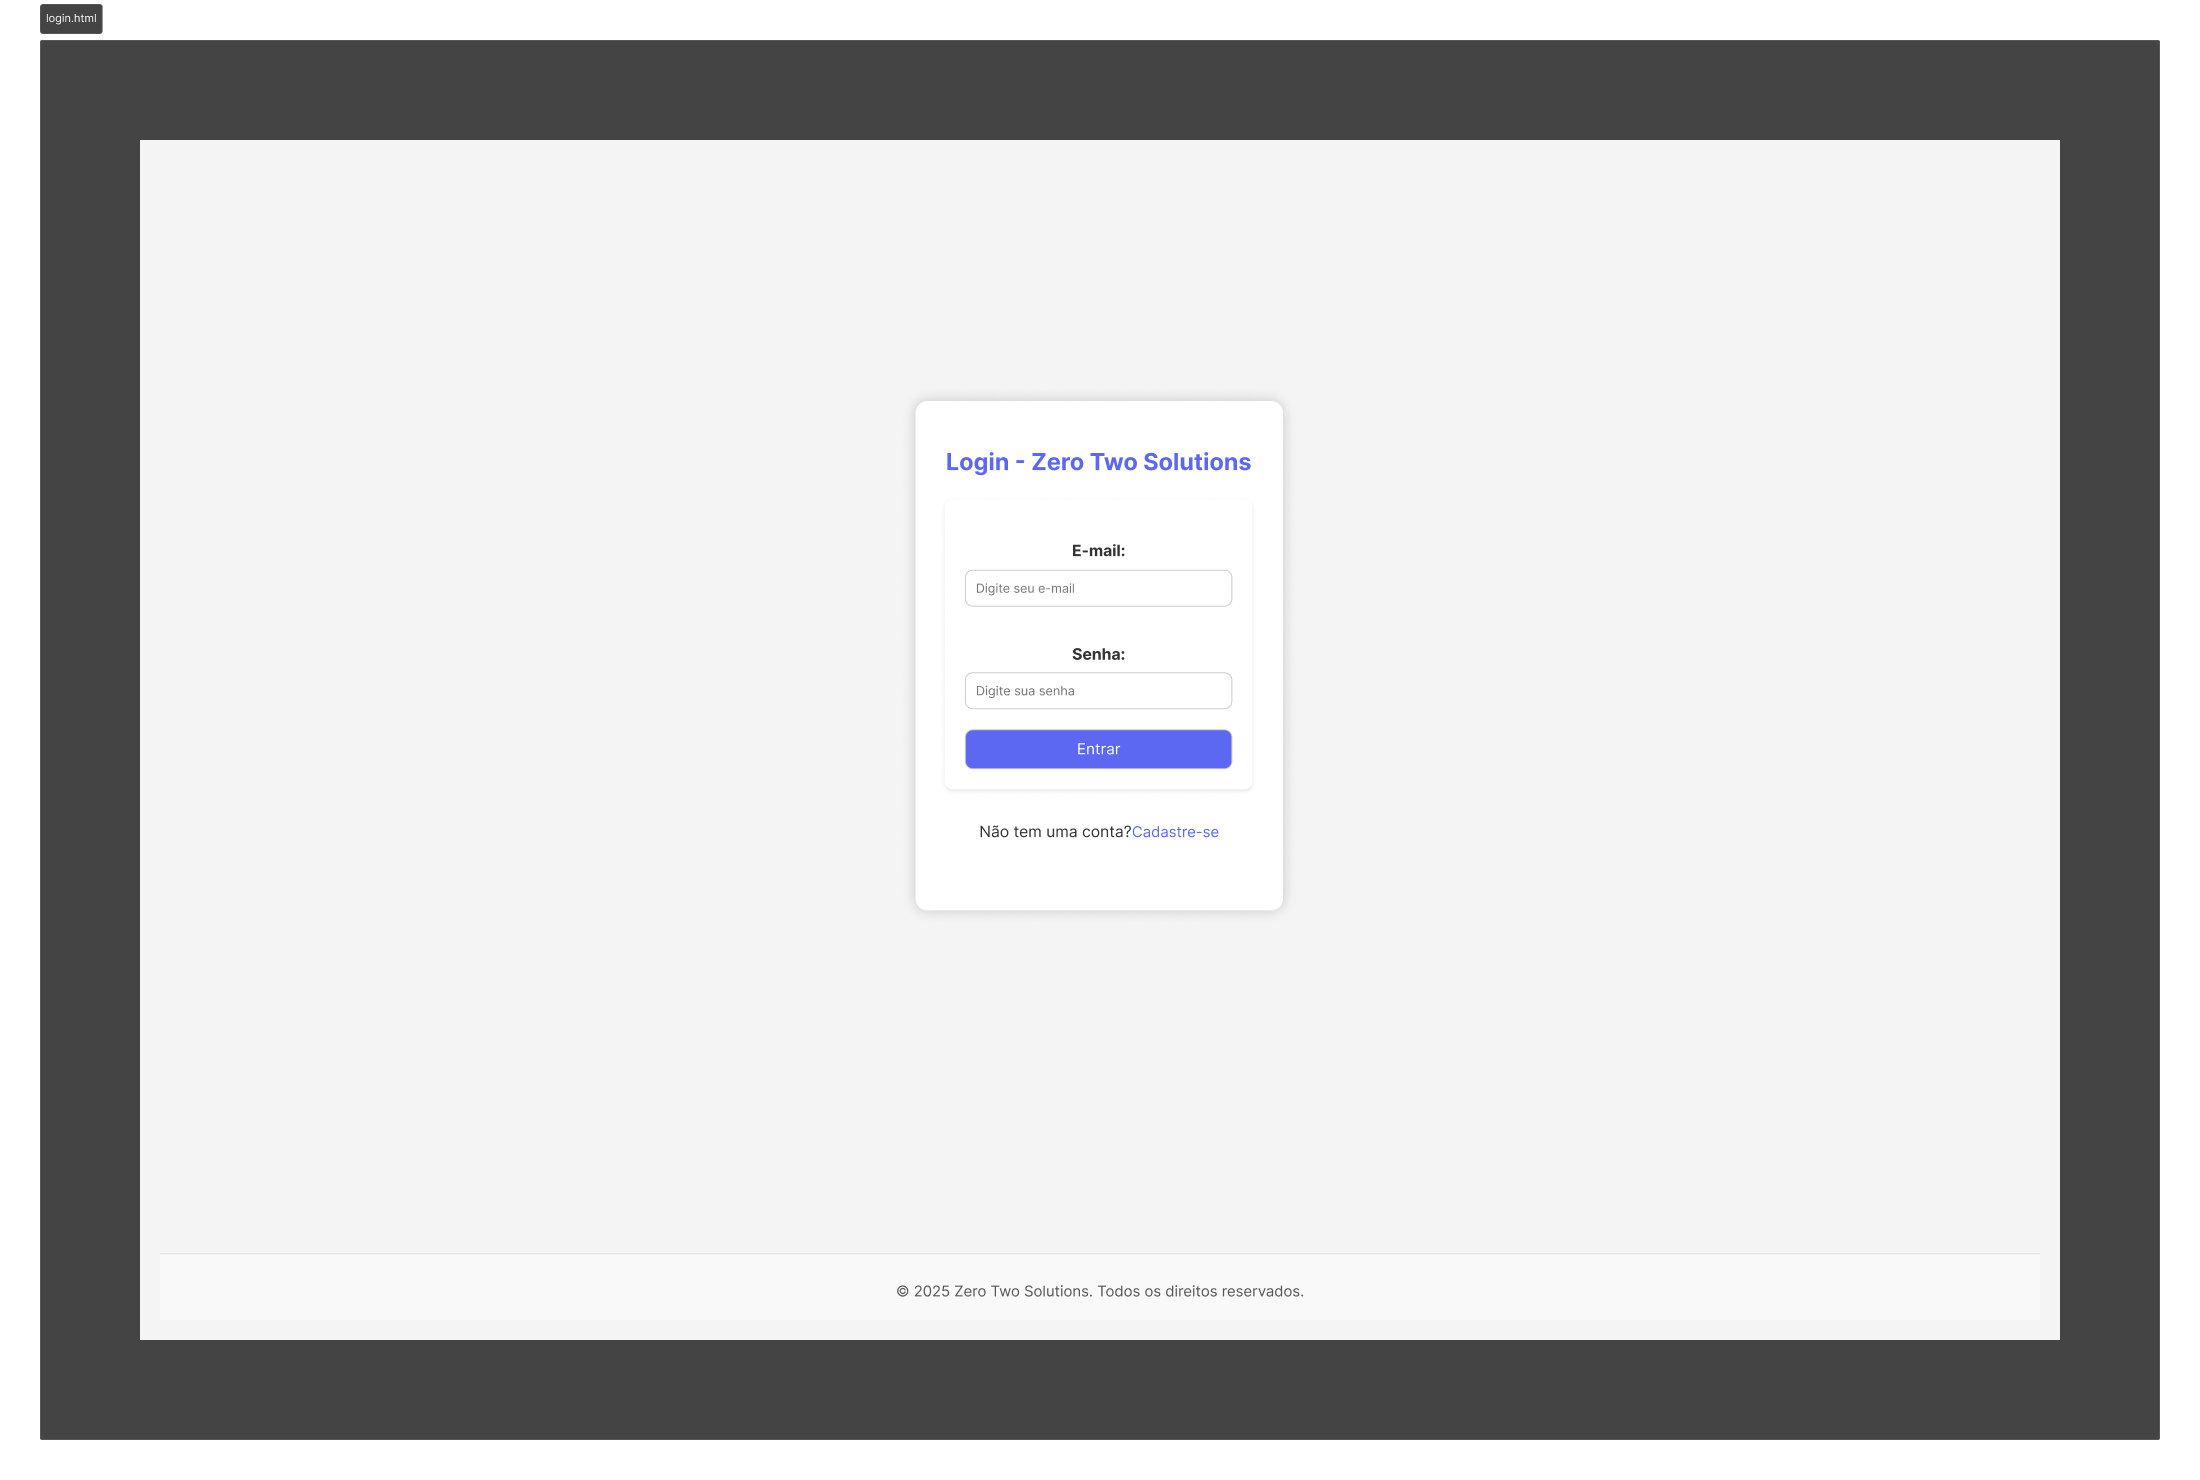 login.html
Login - Zero Two Solutions
E-mail:
Digite seu e-mail
Senha:
Digite sua senha
Entrar
Não tem uma conta?Cadastre-se
© 2025 Zero Two Solutions. Todos os direitos reservados.